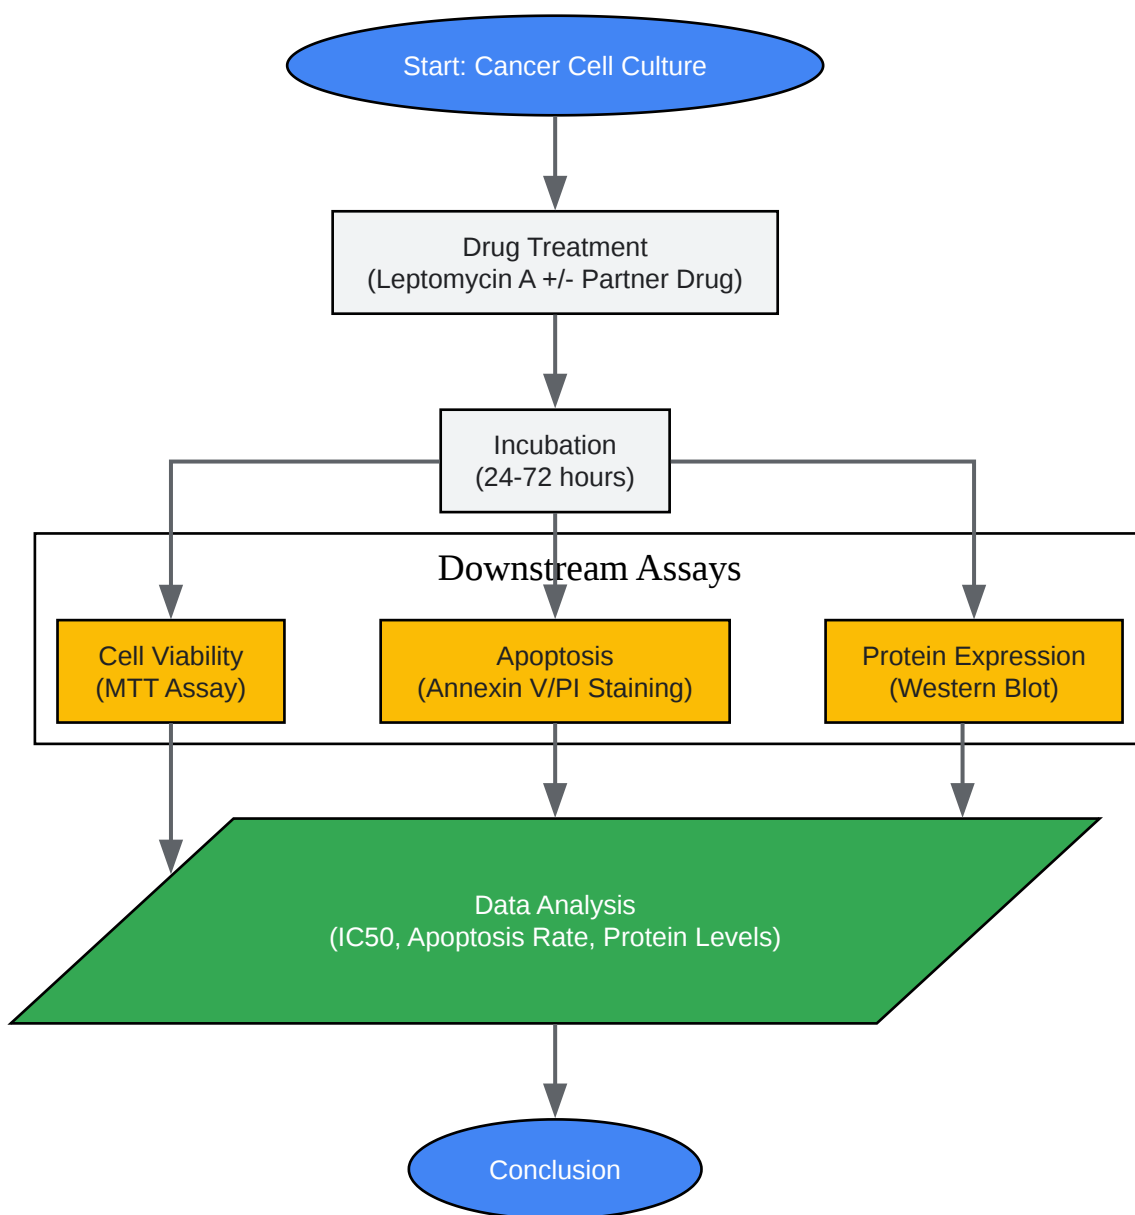 Start: Cancer Cell Culture
Drug Treatment
(Leptomycin A +/- Partner Drug)
Incubation
(24-72 hours)
Downstream Assays
Cell Viability
(MTT Assay)
Apoptosis
(Annexin V/PI Staining)
Protein Expression
(Western Blot)
Data Analysis
(IC50, Apoptosis Rate, Protein Levels)
Conclusion